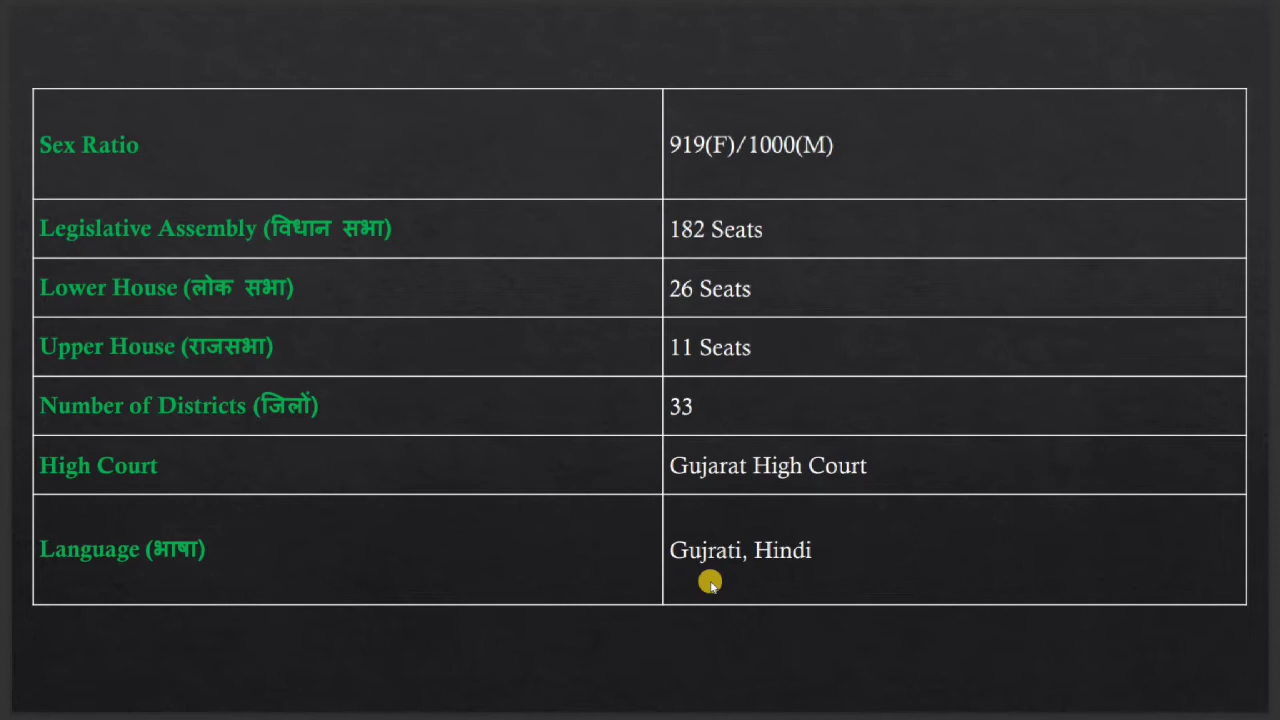 Sex Ratio 919(F)/1000(M)
Legislative Assembly (विधान सभा) 182 Seats
Lower House (लोक सभा) 26 Seats
Upper House (राजसभा) 11 Seats
Number of Districts (जिलों) 33
High Court Gujarat High Court
Language (भाषा) Gujrati, Hindi